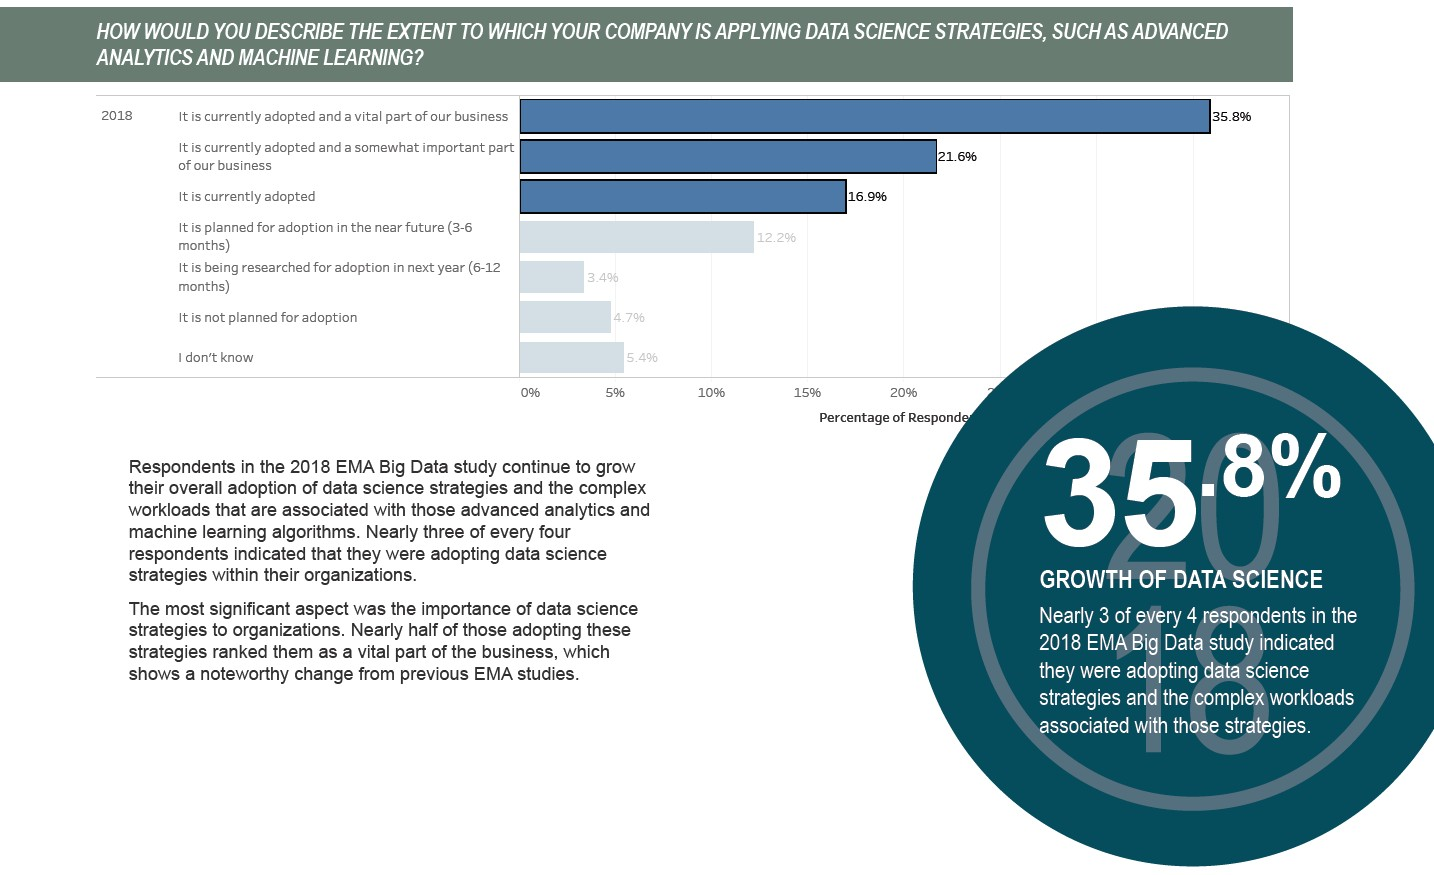 HOW WOULD YOU DESCRIBE THE EXTENT TO WHICH YOUR COMPANY IS APPLYING DATA SCIENCE STRATEGIES, SUCH AS ADVANCED
ANALYTICS AND MACHINE LEARNING?
2018
It is currently adopted and a vital part of our business
35.8%
It is currently adopted and a somewhat important part
of our business
21.6%
It is currently adopted
16.9%
It is planned for adoption in the near future (3-6
months)
12.2%
It is being researched for adoption in next year (6-12
months)
3.4%
It is not planned for adoption
4.7%
I don't know
5.4%
0% 5% 10% 15% 20%
Percentage of
Respondents in the 2018 EMA Big Data study continue to grow
their overall adoption of data science strategies and the complex
workloads that are associated with those advanced analytics and
machine learning algorithms. Nearly three of every four
respondents indicated that they were adopting data science
strategies within their organizations.
The most significant aspect was the importance of data science
strategies to organizations. Nearly half of those adopting these
strategies ranked them as a vital part of the business, which
shows a noteworthy change from previous EMA studies.
20
18
35.8%
GROWTH OF DATA SCIENCE
Nearly 3 of every 4 respondents in the
2018 EMA Big Data study indicated
they were adopting data science
strategies and the complex workloads
associated with those strategies.